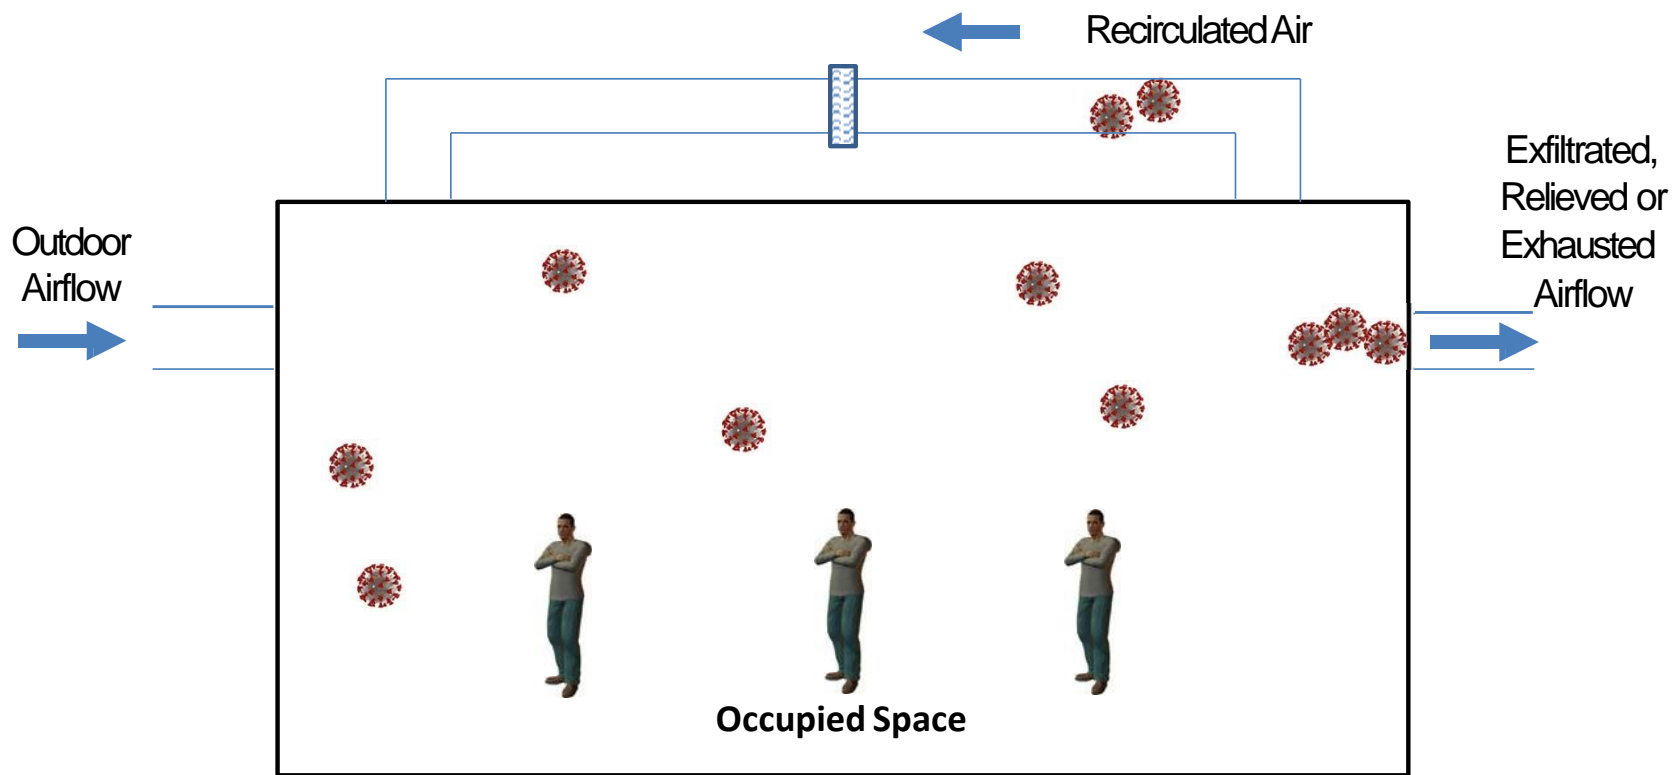 Recirculated Air
Exfiltrated,
Relieved or
Exhausted
Airflow
Outdoor
Airflow
Occupied Space